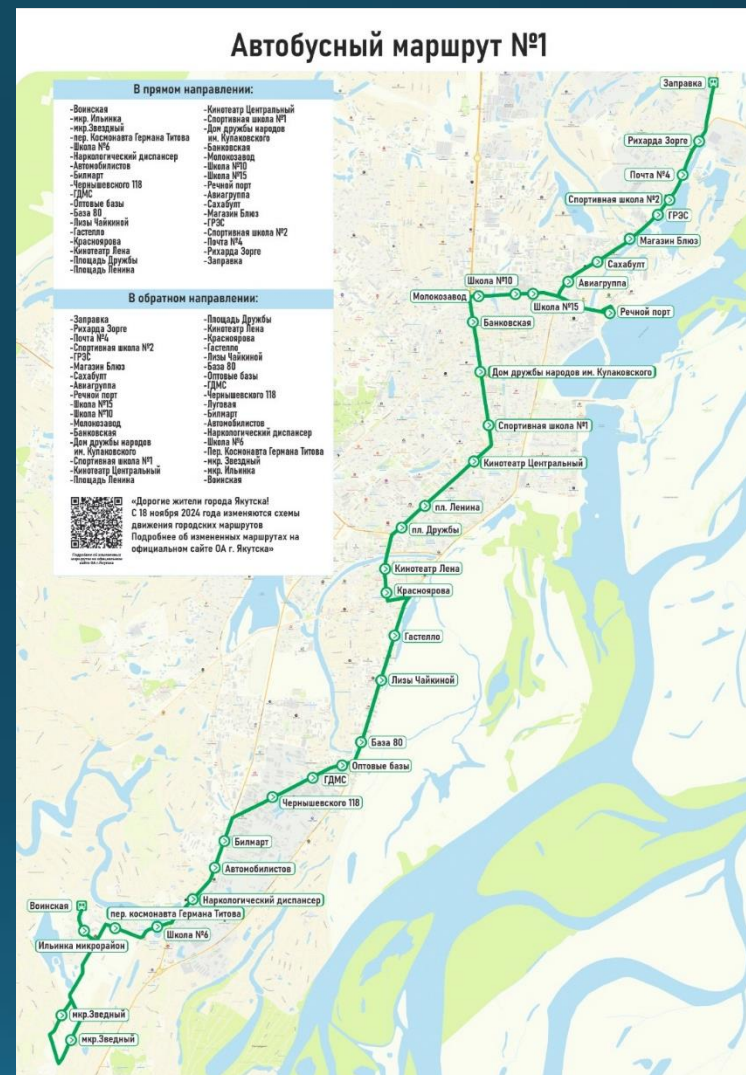 Автобусный маршрут №1
В прямом направлении:
-Воинская
-мкр. Ильинка
-мкр.Звездный
-пер. Космонавта Германа Титова
-Школа №6
-Наркологический диспансер
-Автомобилистов
-Билмарт
-Чернышевского 118
-ГДМС
-Оптовые базы
-База 80
-Лизы Чайкиной
-Гастелло
-Красноярова
-Кинотеатр Лена
-Площадь Дружбы
-Площадь Ленина
-Кинотеатр Центральный
-Спортивная школа №1
-Дом дружбы народов
им. Кулаковского
-Банковская
-Молокозавод
-Школа №10
-Школа №15
-Речной порт
-Авиагруппа
-Сахабулт
-Магазин Блюз
-ГРЭС
-Спортивная школа №2
-Почта №4
-Рихарда Зорге
-Заправка
В обратном направлении:
-Заправка
-Рихарда Зорге
-Почта №4
-Спортивная школа №2
-ГРЭС
-Магазин Блюз
-Сахабулт
-Авиагруппа
-Речной порт
-Школа №15
-Школа №10
-Молокозавод
-Банковская
-Дом дружбы народов
им. Кулаковского
-Спортивная школа №1
-Кинотеатр Центральный
-Площадь Ленина
-Площадь Дружбы
-Кинотеатр Лена
-Красноярова
-Гастелло
-Лизы Чайкиной
-База 80
-Оптовые базы
-ГДМС
-Чернышевского 118
-Луговая
-Билмарт
-Автомобилистов
-Наркологический диспансер
-Школа №6
-Пер. Космонавта Германа Титова
-мкр. Звездный
-мкр. Ильинка
-Воинская
«Дорогие жители города Якутска!
С 18 ноября 2024 года изменяются схемы
движения городских маршрутов
Подробнее об измененных маршрутах на
официальном сайте ОА г. Якутска»
Подробнее об измененных
маршрутах на официальном
сайте ОА г. Якутска
Заправка
Рихарда Зорге
Почта №4
Спортивная школа №2
ГРЭС
Магазин Блюз
Сахабулт
Авиагруппа
Школа №10
Молокозавод
Школа №15
Речной порт
Банковская
Дом дружбы народов им. Кулаковского
Спортивная школа №1
Кинотеатр Центральный
пл. Ленина
пл. Дружбы
Кинотеатр Лена
Красноярова
Гастелло
Лизы Чайкиной
База 80
Оптовые базы
ГДМС
Чернышевского 118
Билмарт
Автомобилистов
Наркологический диспансер
Воинская
пер. космонавта Германа Титова
Школа №6
Ильинка микрорайон
мкр.Зведный
мкр.Зведный